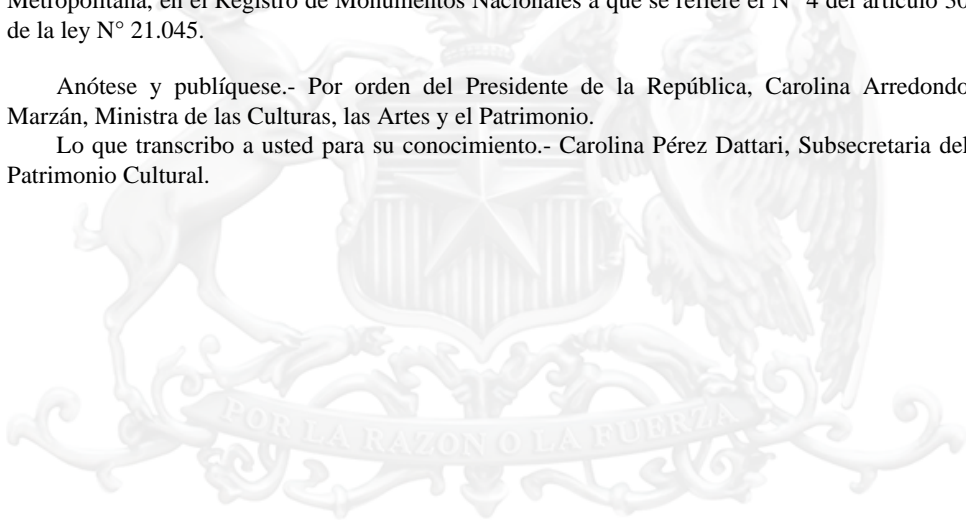 Metropolitana, en el Registro de Monumentos Nacionales a que se refiere el N° 4 del artículo 30
de la ley N° 21.045.
Anótese y publíquese.- Por orden del Presidente de la República, Carolina Arredondo
Marzán, Ministra de las Culturas, las Artes y el Patrimonio.
Lo que transcribo a usted para su conocimiento.- Carolina Pérez Dattari, Subsecretaria del
Patrimonio Cultural.
POR LA RAZON O LA FUERZA